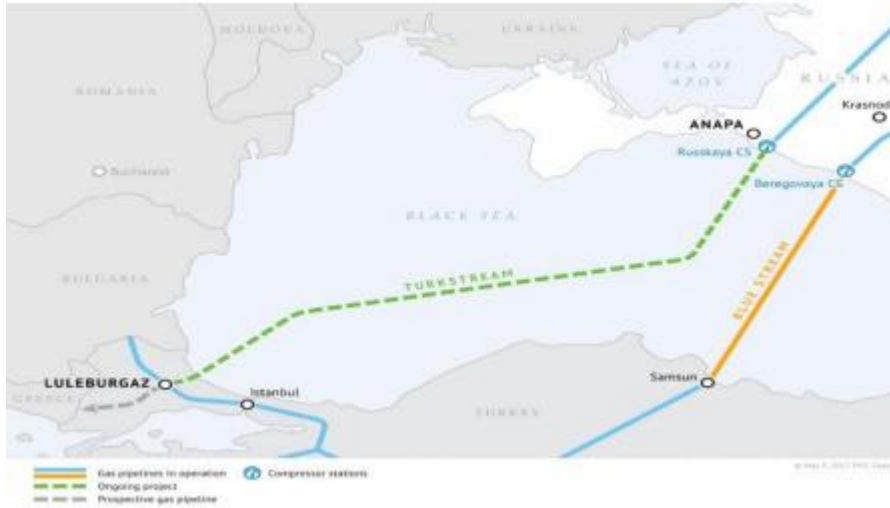 MOLDOVA
UKRAINE
SEA OF
AZOV
RUSSIA
ROMANIA
Krasnod
ANAPA
Russkaya CS
Bucharest
Beregovaya CS
BLACK SEA
BULGARIA
TURKSTREAM
BLUE STREAM
LULEBURGAZ
Istanbul
Samsun
GREECE
TURKEY
Gas pipelines in operation
Compressor stations
Ongoing project
Prospective gas pipeline